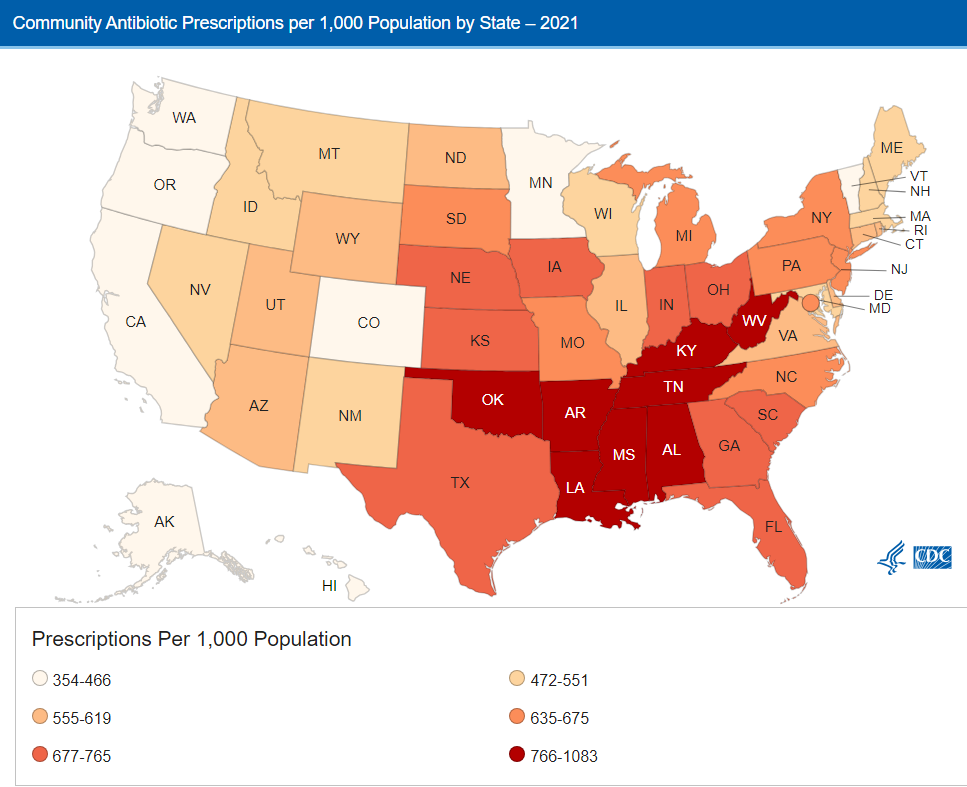 Community Antibiotic Prescriptions per 1,000 Population by State – 2021
WA
MT
ND
MN
ME
VT
NH
OR
ID
SD
WI
MI
NY
MA
RI
CT
WY
NE
IA
PA
NJ
NV
UT
CO
IL
IN
OH
DE
MD
CA
KS
MO
WV
VA
KY
AZ
NM
OK
AR
TN
NC
SC
TX
LA
MS
AL
GA
FL
AK
HI
CDC
Prescriptions Per 1,000 Population
354-466
472-551
555-619
635-675
677-765
766-1083